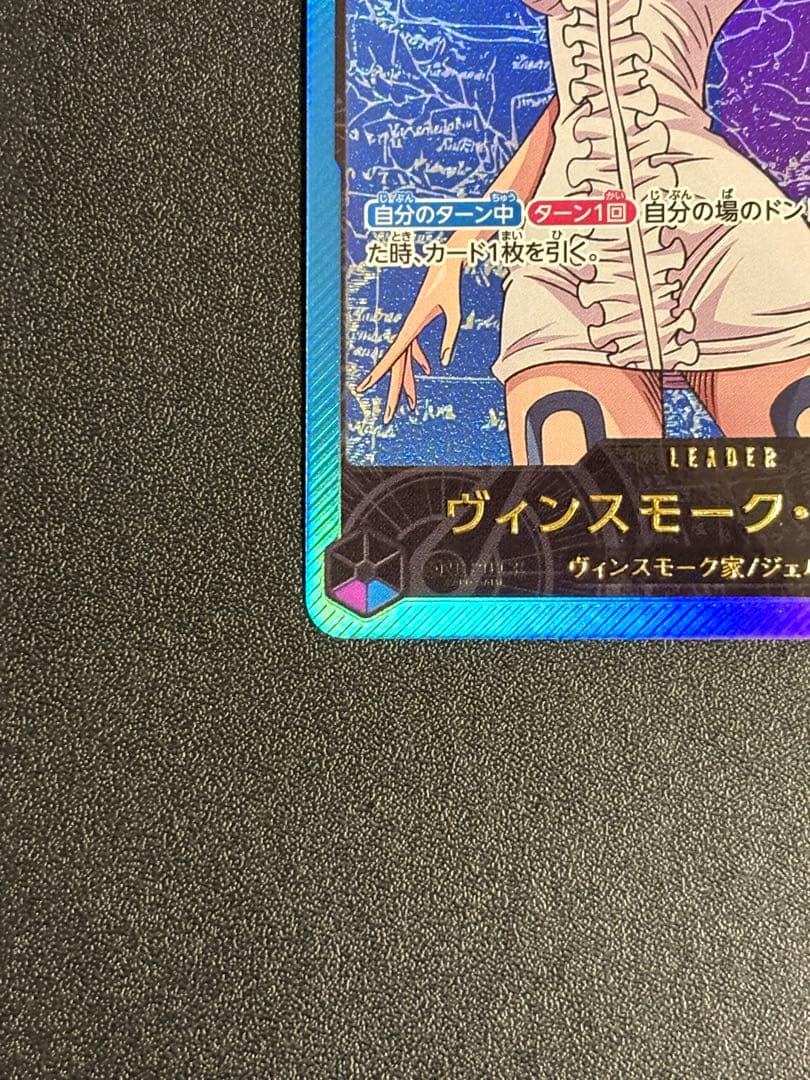 自分のターン中 ターン1回 自分の場のドン
た時、カード1枚を引く。
LEADER
ヴィンスモーク・
ヴィンスモーク家/ジェル